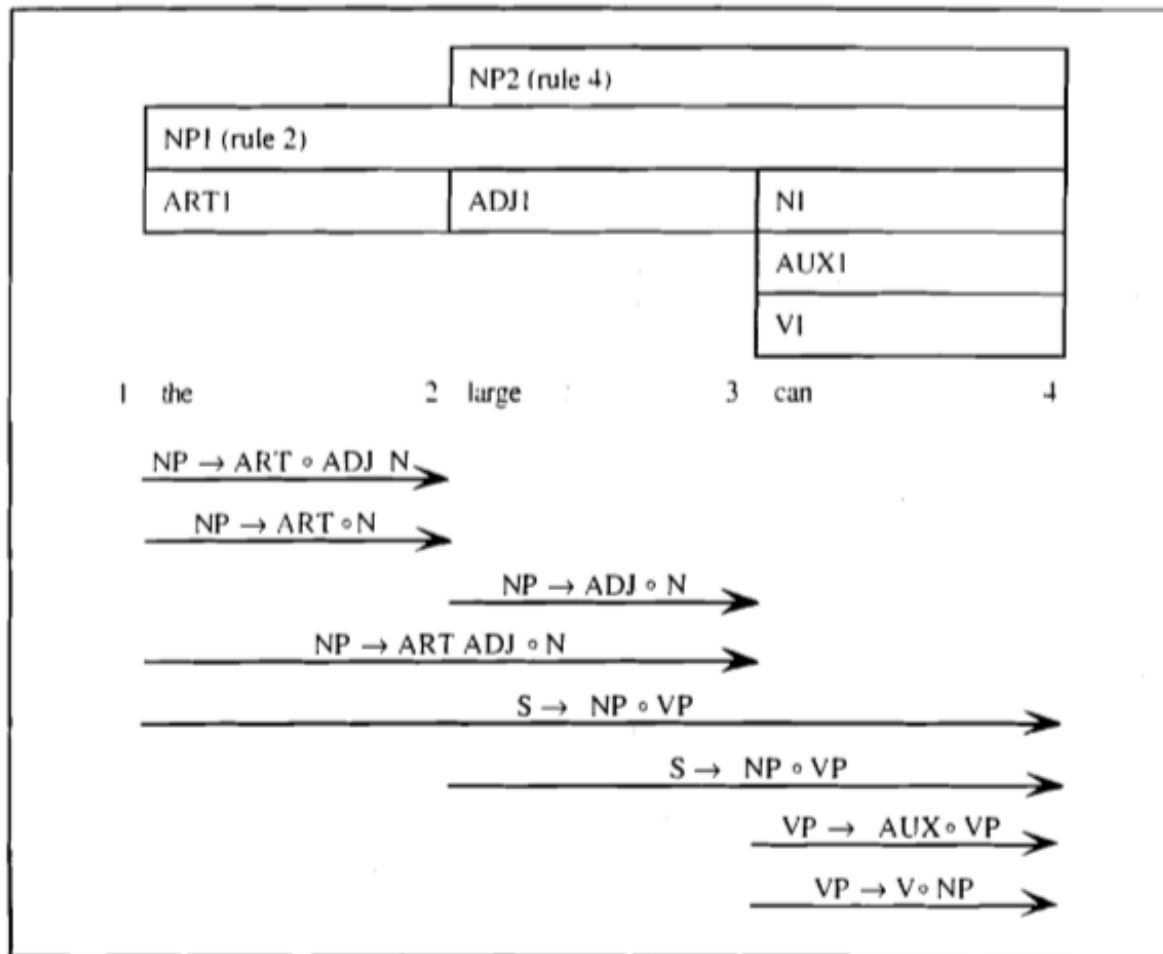 NP2 (rule 4)
NP1 (rule 2)
ART1 ADJ1 N1
AUX1
V1
1 the 2 large 3 can 4
NP → ART ∘ ADJ N
NP → ART ∘ N
NP → ADJ ∘ N
NP → ART ADJ ∘ N
S → NP ∘ VP
S → NP ∘ VP
VP → AUX ∘ VP
VP → V ∘ NP